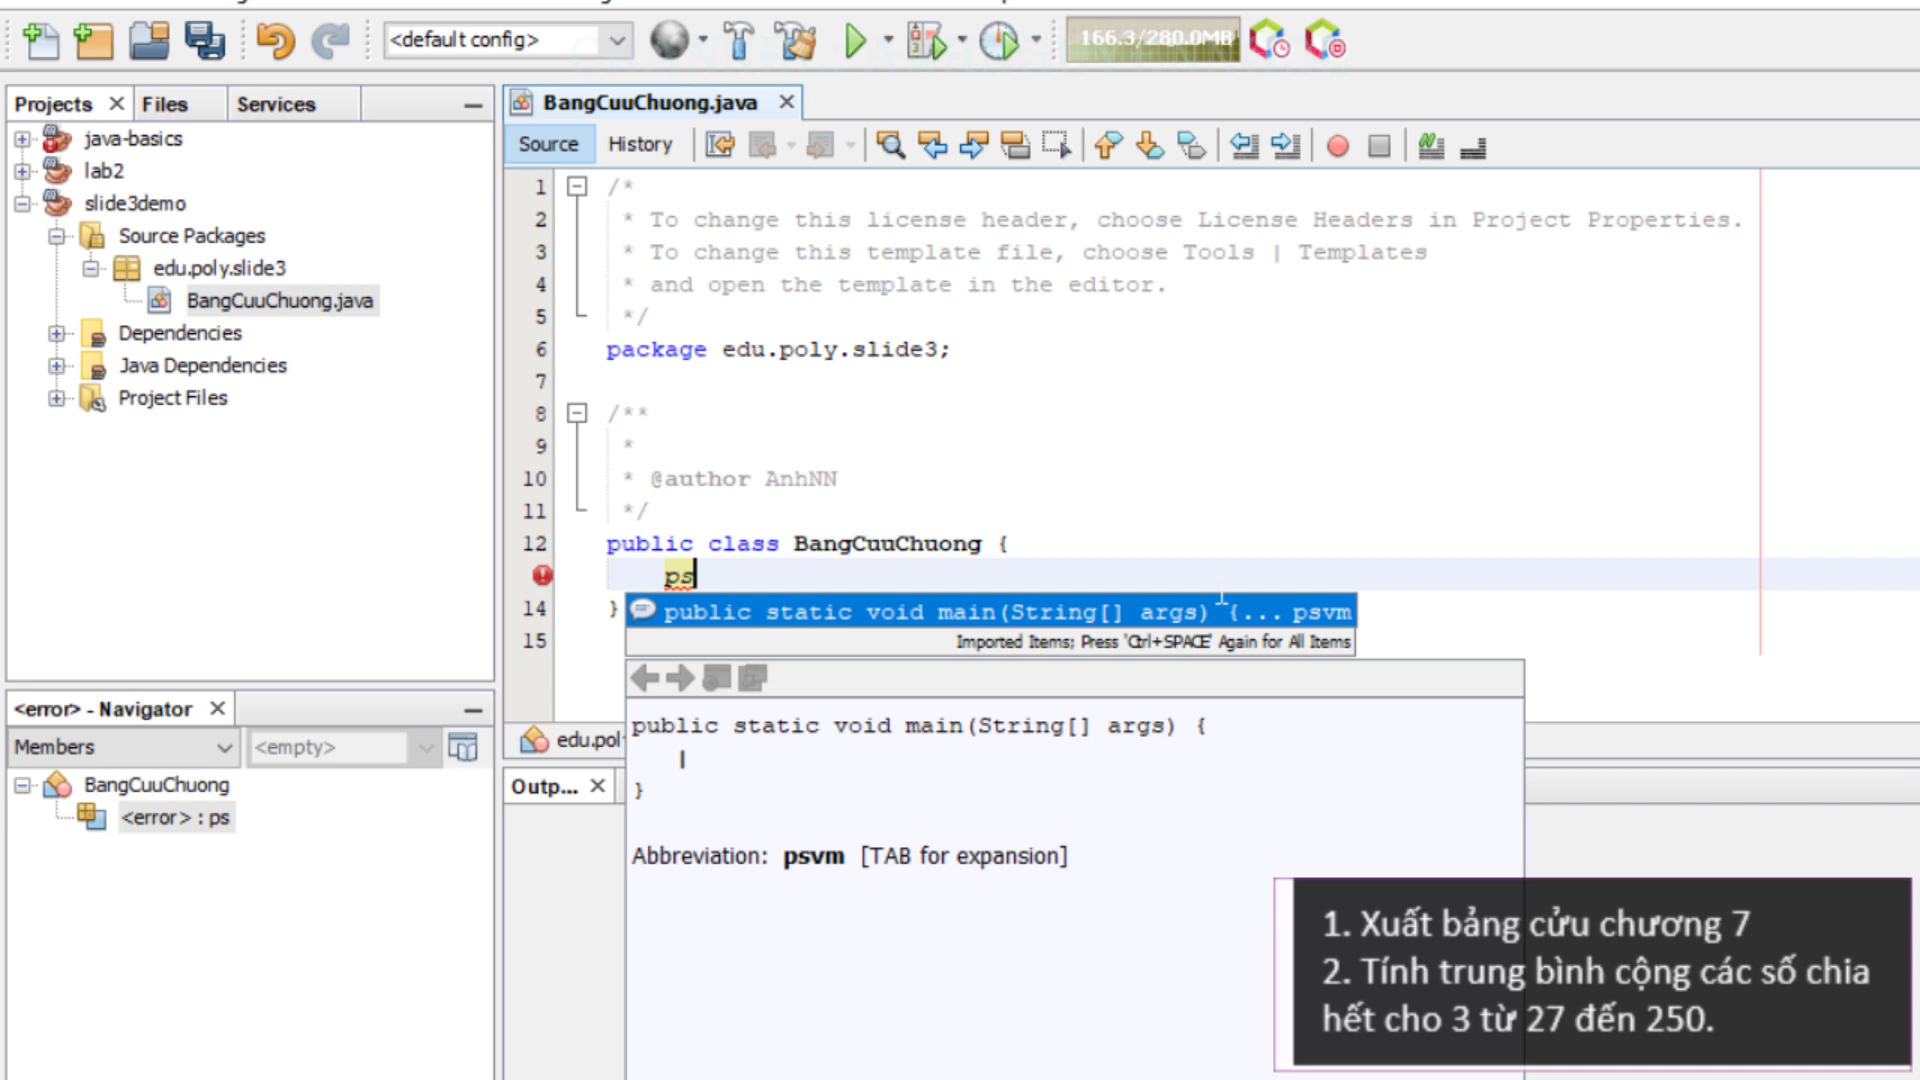 <default config>
166.3/280.0MB
Projects
Files
Services
java-basics
lab2
slide3demo
Source Packages
edu.poly.slide3
BangCuuChuong.java
Dependencies
Java Dependencies
Project Files
BangCuuChuong.java
Source
History
1 /*
2 * To change this license header, choose License Headers in Project Properties.
3 * To change this template file, choose Tools | Templates
4 * and open the template in the editor.
5 */
6 package edu.poly.slide3;
7
8 /**
9 *
10 * @author AnhNN
11 */
12 public class BangCuuChuong {
ps
14 }
15
public static void main(String[] args) {... psvm
Imported Items; Press 'Ctrl+SPACE' Again for All Items
public static void main(String[] args) {
|
}
Abbreviation: psvm [TAB for expansion]
<error> - Navigator
Members
<empty>
BangCuuChuong
<error> : ps
edu.pol
Outp...
1. Xuất bảng cửu chương 7
2. Tính trung bình cộng các số chia
hết cho 3 từ 27 đến 250.